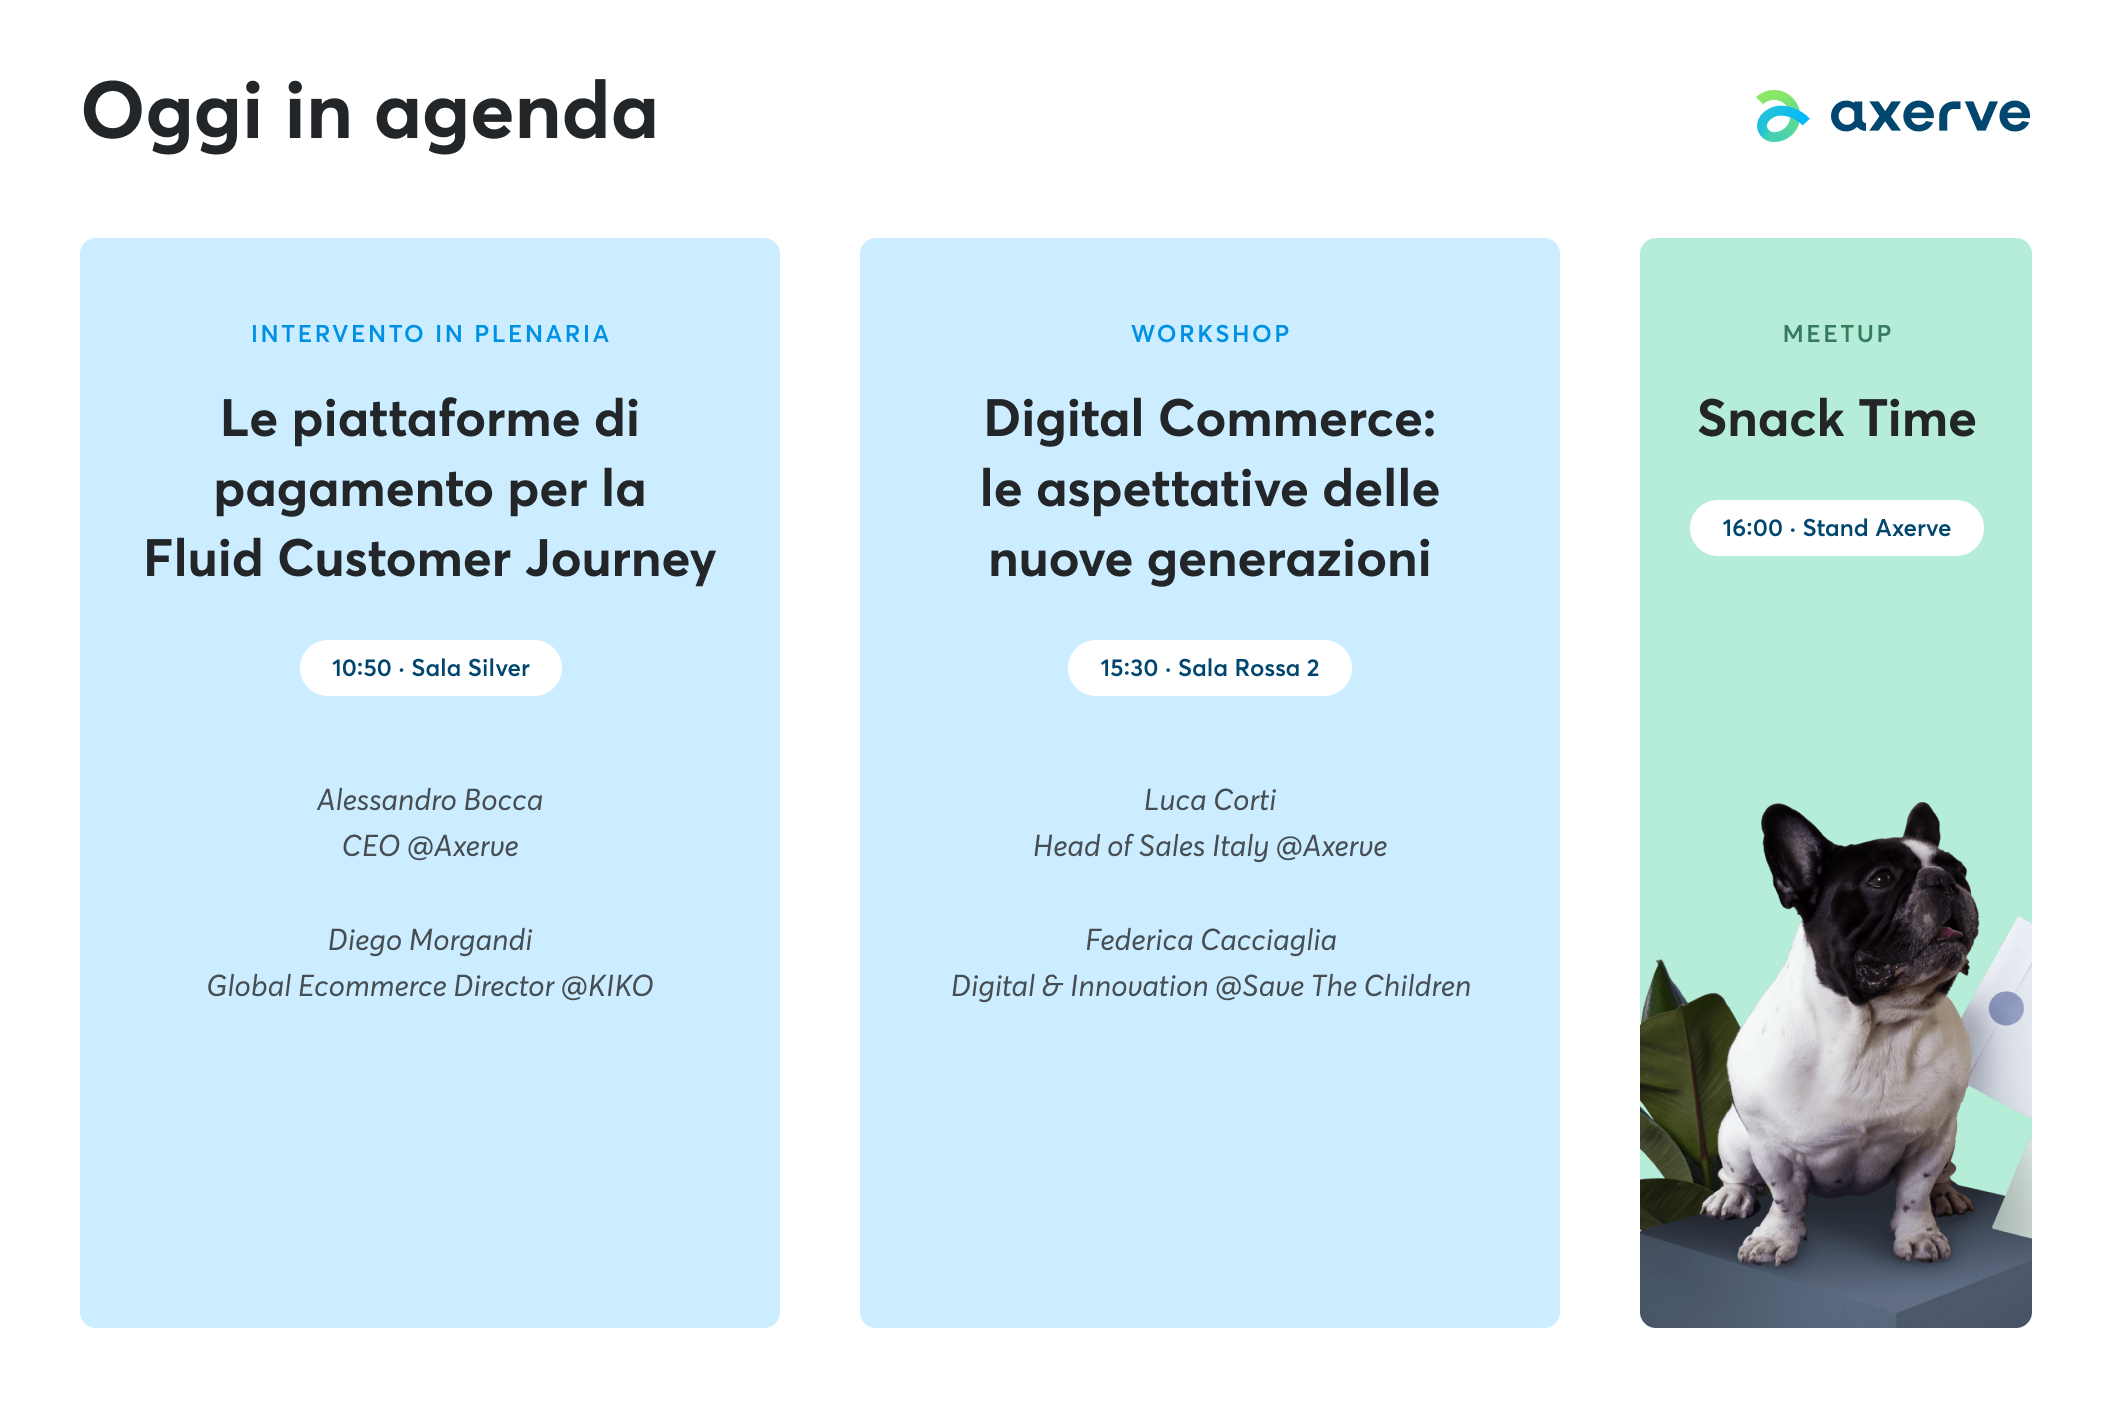 Oggi in agenda
axerve
INTERVENTO IN PLENARIA
Le piattaforme di
pagamento per la
Fluid Customer Journey
10:50 · Sala Silver
Alessandro Bocca
CEO @Axerve
Diego Morgandi
Global Ecommerce Director @KIKO
WORKSHOP
Digital Commerce:
le aspettative delle
nuove generazioni
15:30 · Sala Rossa 2
Luca Corti
Head of Sales Italy @Axerve
Federica Cacciaglia
Digital & Innovation @Save The Children
MEETUP
Snack Time
16:00 · Stand Axerve